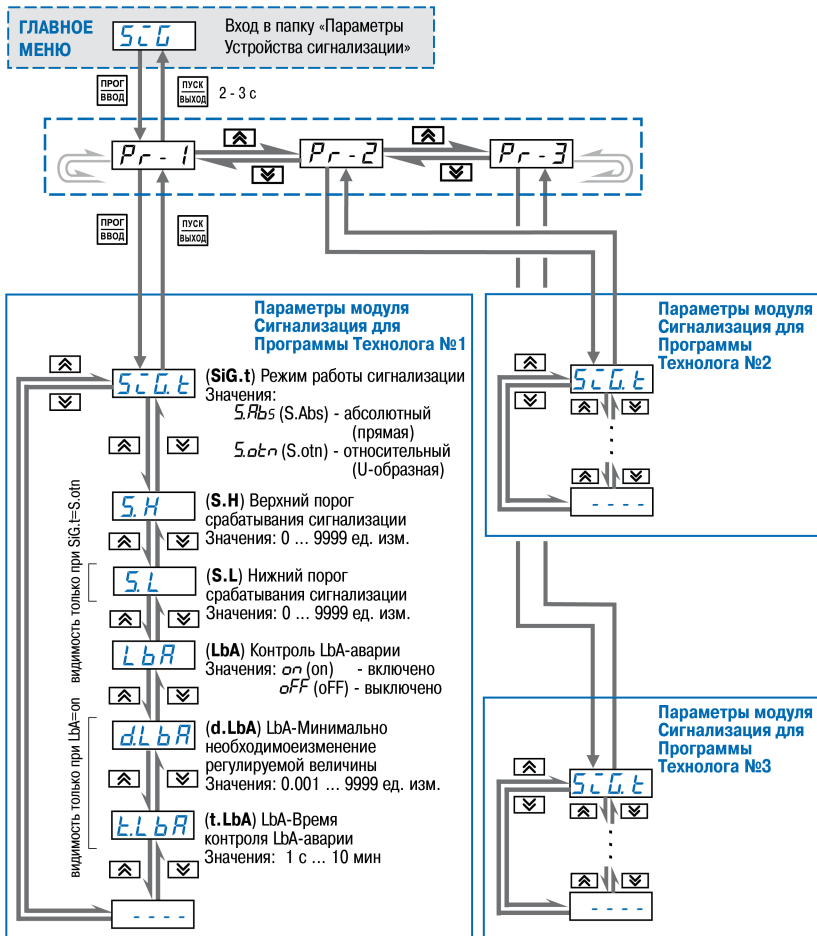 ГЛАВНОЕ
МЕНЮ
SiG
Вход в папку «Параметры
Устройства сигнализации»
ПРОГ
ВВОД
ПУСК
ВЫХОД
2 - 3 с
Pr - 1
Pr - 2
Pr - 3
ПРОГ
ВВОД
ПУСК
ВЫХОД
Параметры модуля
Сигнализация для
Программы Технолога №1
SiG.t
(SiG.t) Режим работы сигнализации
Значения:
S.Abs (S.Abs) - абсолютный
(прямая)
S.otn (S.otn) - относительный
(U-образная)
S. H
(S.H) Верхний порог
срабатывания сигнализации
Значения: 0 ... 9999 ед. изм.
видимость только при SiG.t=S.otn
S. L
(S.L) Нижний порог
срабатывания сигнализации
Значения: 0 ... 9999 ед. изм.
LbA
(LbA) Контроль LbA-аварии
Значения: on (on) - включено
oFF (oFF) - выключено
видимость только при LbA=on
d.LbA
(d.LbA) LbA-Минимально
необходимоеизменение
регулируемой величины
Значения: 0.001 ... 9999 ед. изм.
t.LbA
(t.LbA) LbA-Время
контроля LbA-аварии
Значения: 1 с ... 10 мин
- - - -
Параметры модуля
Сигнализация для
Программы
Технолога №2
SiG.t
- - - -
Параметры модуля
Сигнализация для
Программы
Технолога №3
SiG.t
- - - -